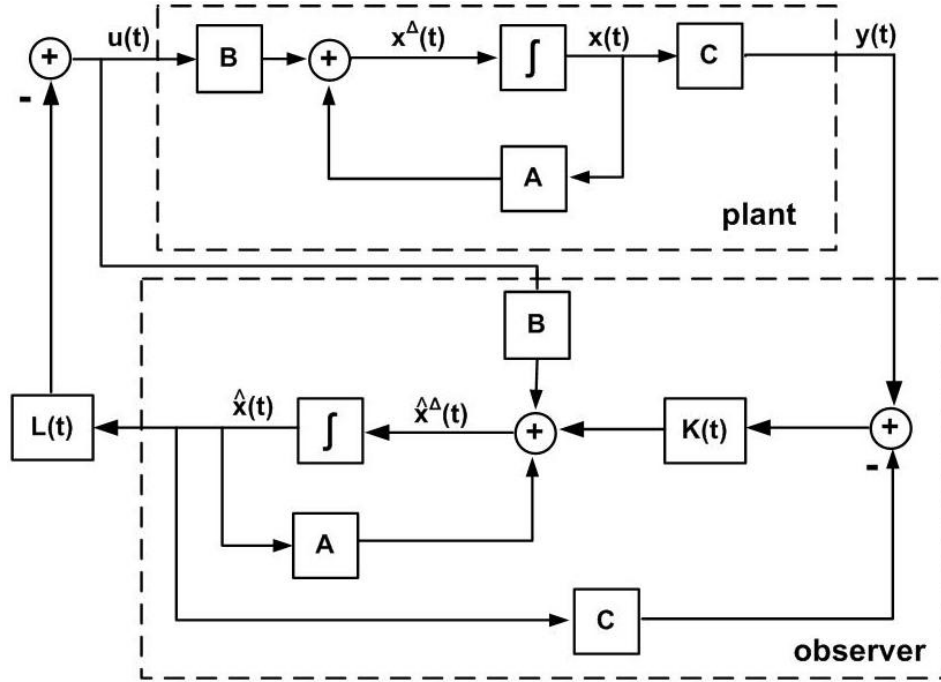 u(t)
B
+
x^Δ(t)
∫
x(t)
C
y(t)
+
-
A
plant
B
L(t)
x̂(t)
∫
x̂^Δ(t)
+
K(t)
+
-
A
C
observer